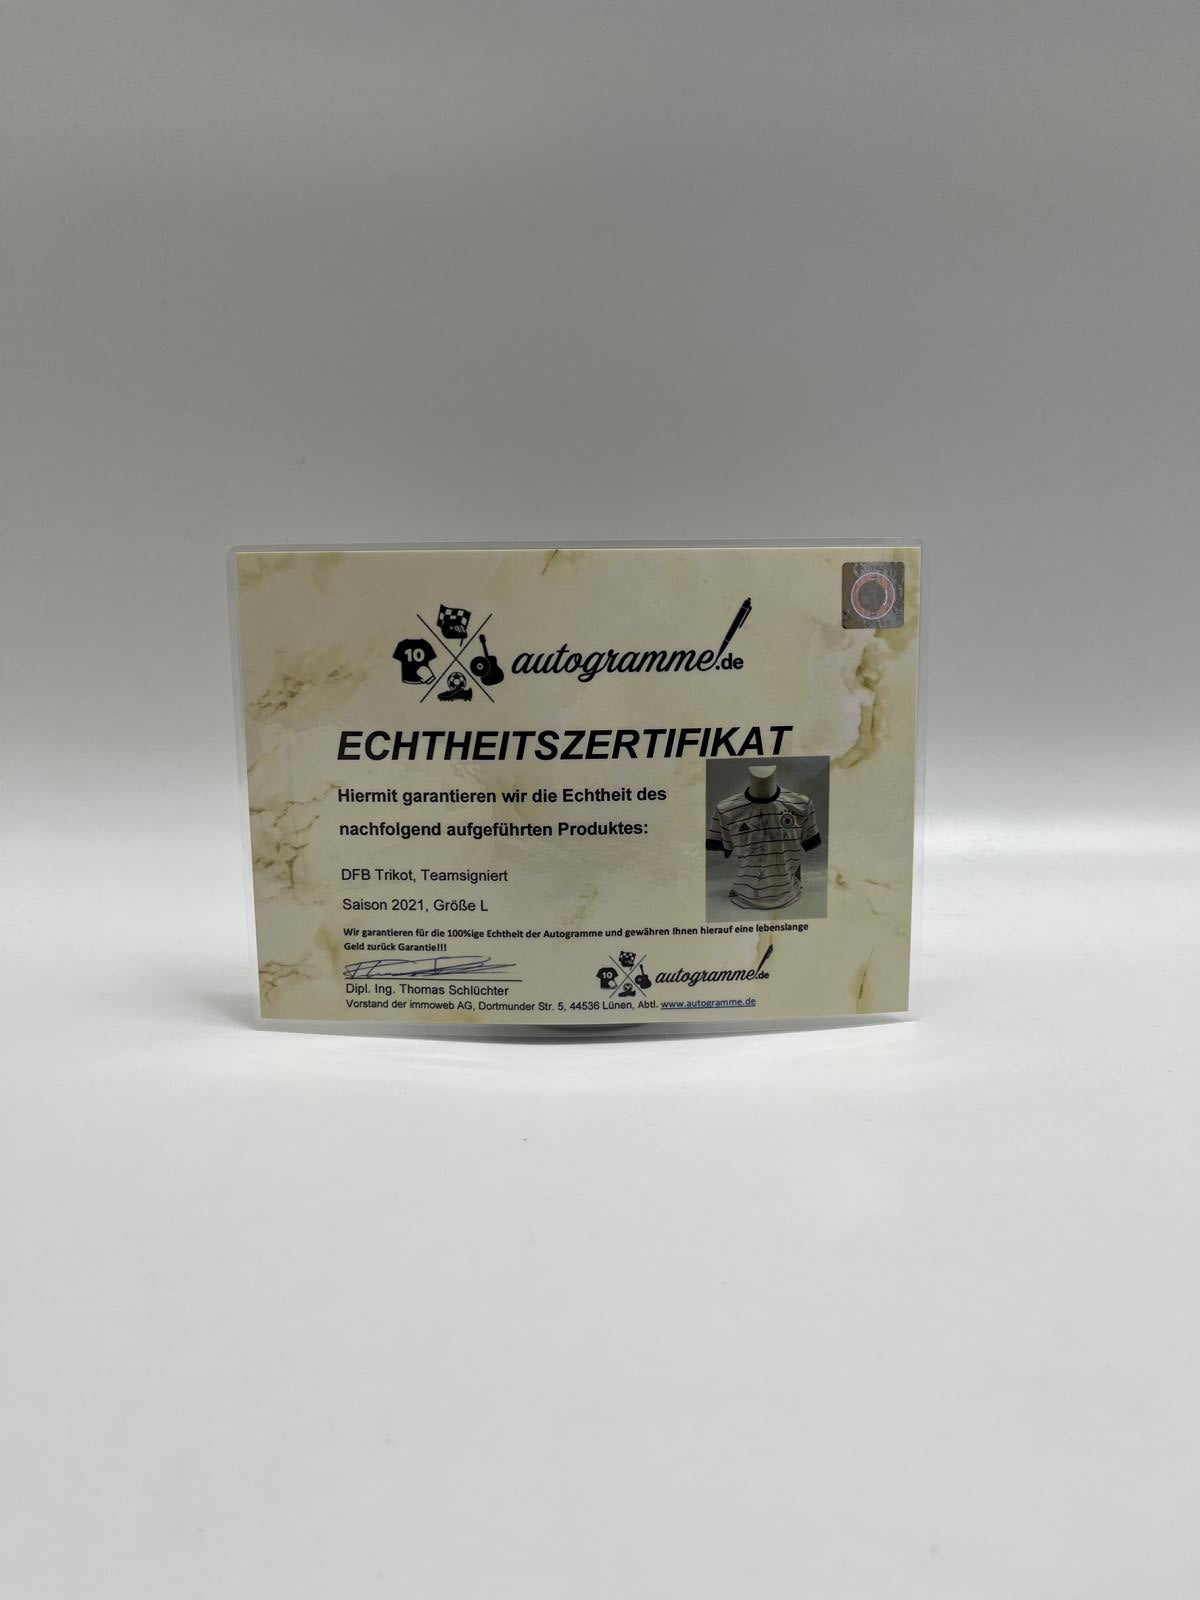 10
autogramme.de
ECHTHEITSZERTIFIKAT
Hiermit garantieren wir die Echtheit des
nachfolgend aufgeführten Produktes:
DFB Trikot, Teamsigniert
Saison 2021, Größe L
Wir garantieren für die 100%ige Echtheit der Autogramme und gewähren Ihnen hierauf eine lebenslange
Geld zurück Garantie!!!
10
autogramme.de
Dipl. Ing. Thomas Schlüchter
Vorstand der immoweb AG, Dortmunder Str. 5, 44536 Lünen, Abtl. www.autogramme.de